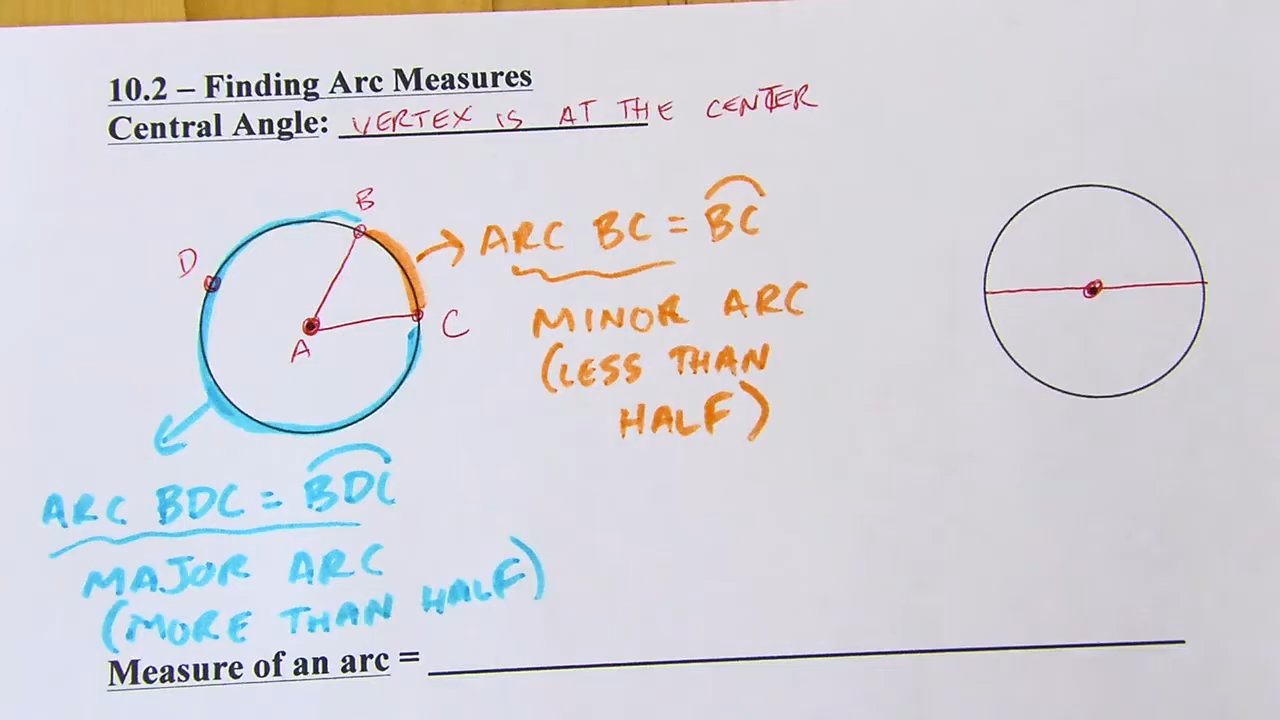 10.2 – Finding Arc Measures
Central Angle: VERTEX IS AT THE CENTER
B
D
A
C
ARC BC = BC
MINOR ARC
(LESS THAN
HALF)
ARC BDC = BDC
MAJOR ARC
(MORE THAN HALF)
Measure of an arc =